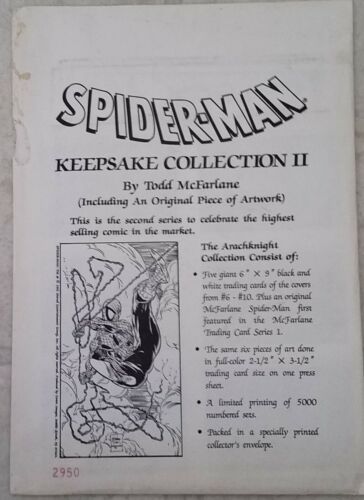 SPIDER-MAN
KEEPSAKE COLLECTION II
By Todd McFarlane
(Including An Original Piece of Artwork)
This is the second series to celebrate the highest
selling comic in the market.
The Arachknight
Collection Consist of:
• Five giant 6" X 9" black and
white trading cards of the covers
from #6 - #10. Plus an original
McFarlane Spider-Man first
featured in the McFarlane
Trading Card Series 1.
• The same six pieces of art done
in full-color 2-1/2" X 3-1/2"
trading card size on one press
sheet.
• A limited printing of 5000
numbered sets.
• Packed in a specially printed
collector's envelope.
2950